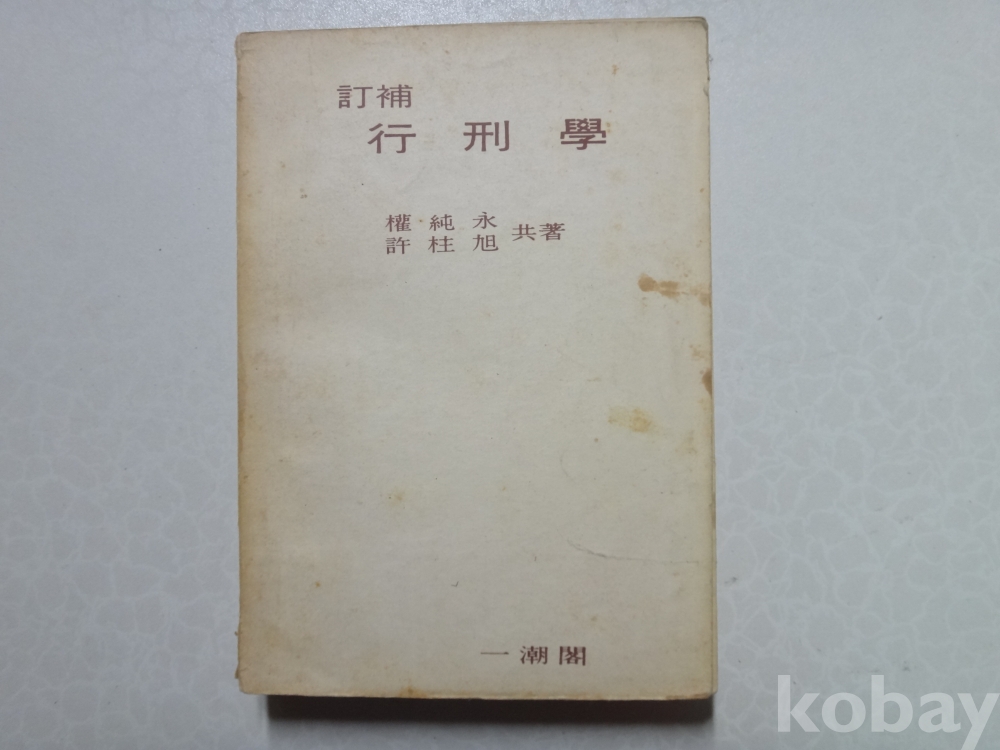 訂補
行刑學
權純永
許柱旭 共著
一潮閣
kobay